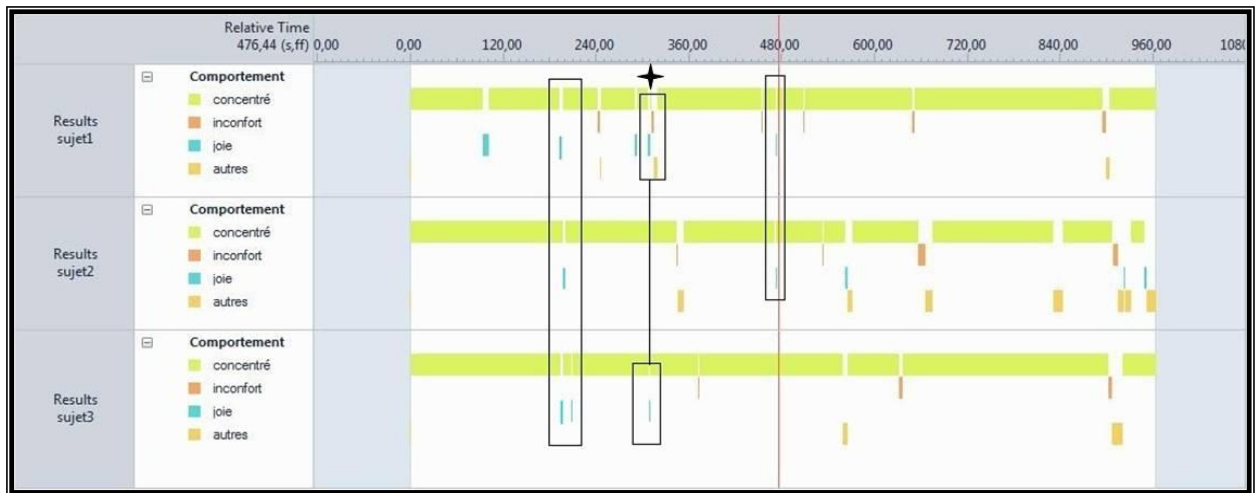 Relative Time
476,44 (s,ff) 0,00 0,00 120,00 240,00 360,00 480,00 600,00 720,00 840,00 960,00 1080
Results
sujet1
Comportement
concentré
inconfort
joie
autres
Results
sujet2
Comportement
concentré
inconfort
joie
autres
Results
sujet3
Comportement
concentré
inconfort
joie
autres